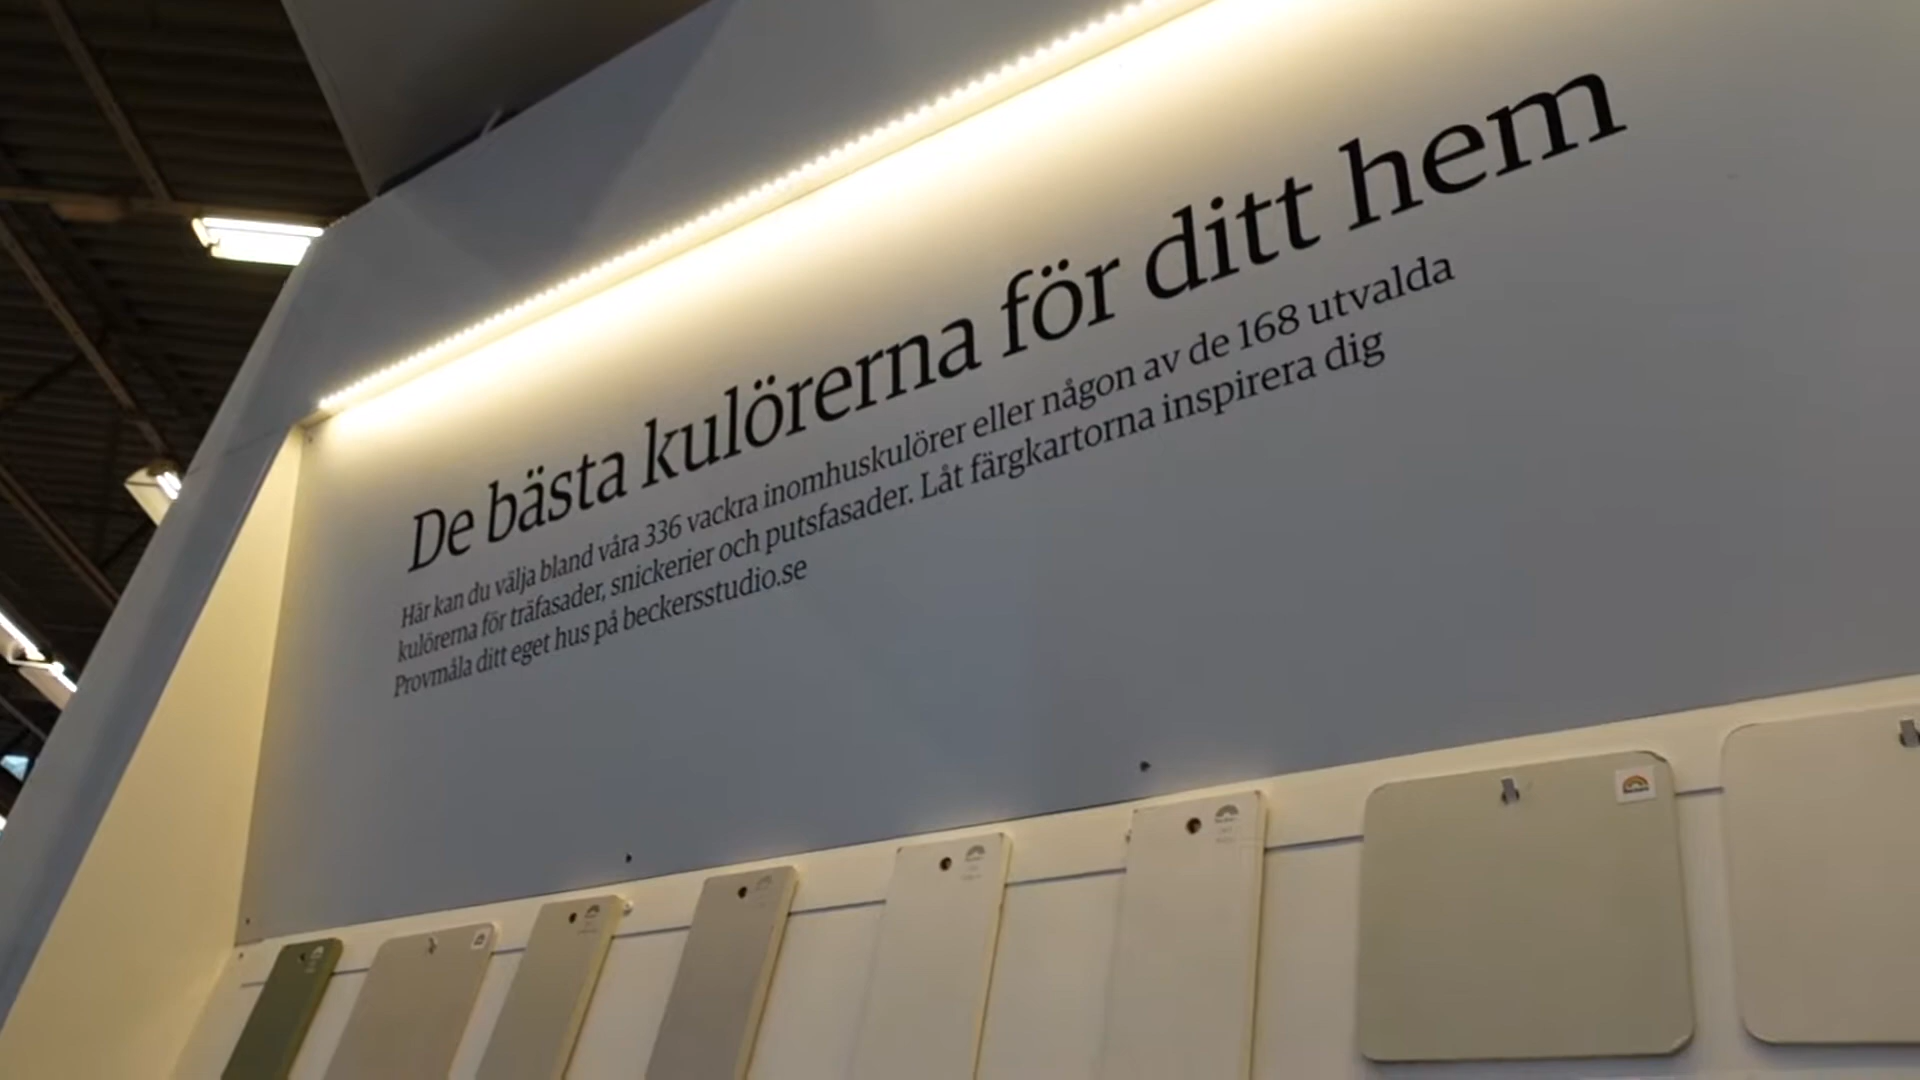 De bästa kulörerna för ditt hem
Här kan du välja bland våra 336 vackra inomhuskulörer eller någon av de 168 utvalda
kulörerna för träfasader, snickerier och putsfasader. Låt färgkartorna inspirera dig
Provmåla ditt eget hus på beckersstudio.se